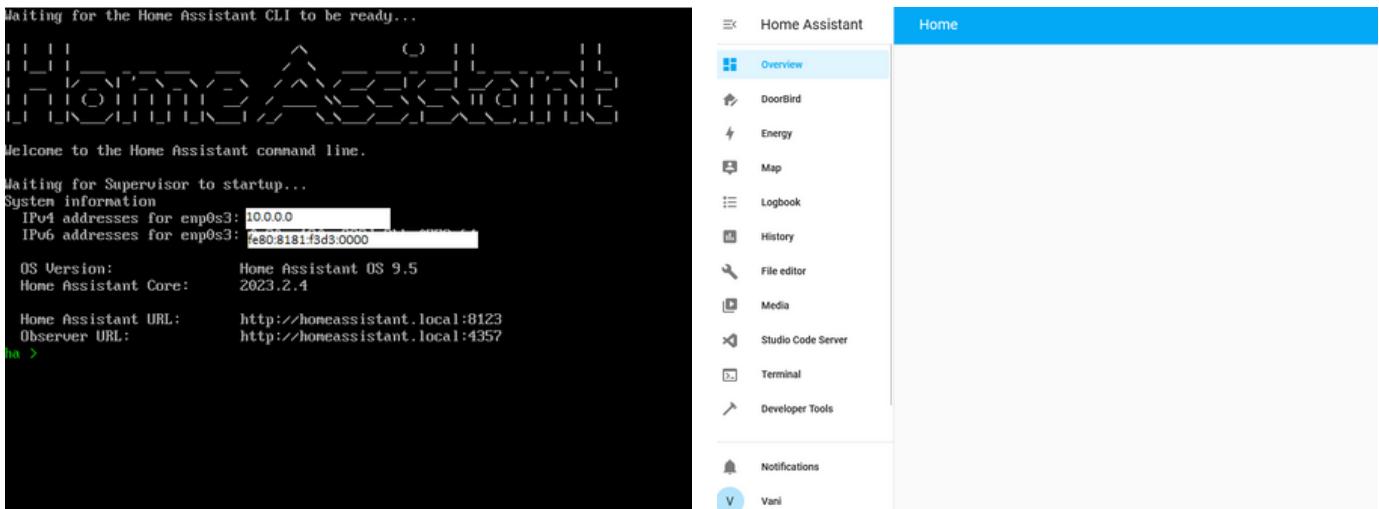 Waiting for the Home Assistant CLI to be ready...
Home Assistant
Welcome to the Home Assistant command line.
Waiting for Supervisor to startup...
System information
IPv4 addresses for enp0s3: 10.0.0.0
IPv6 addresses for enp0s3: fe80:8181:f3d3:0000
OS Version: Home Assistant OS 9.5
Home Assistant Core: 2023.2.4
Home Assistant URL: http://homeassistant.local:8123
Observer URL: http://homeassistant.local:4357
ha >
Home Assistant
Home
Overview
DoorBird
Energy
Map
Logbook
History
File editor
Media
Studio Code Server
Terminal
Developer Tools
Notifications
V Vani